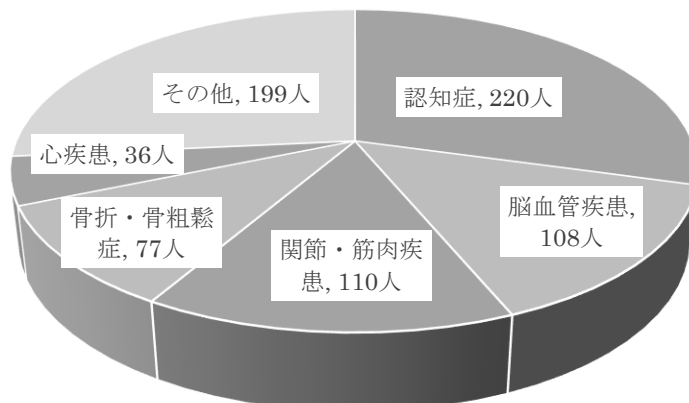 その他, 199人
認知症, 220人
心疾患, 36人
骨折・骨粗鬆
症, 77人
関節・筋肉疾
患, 110人
脳血管疾患,
108人